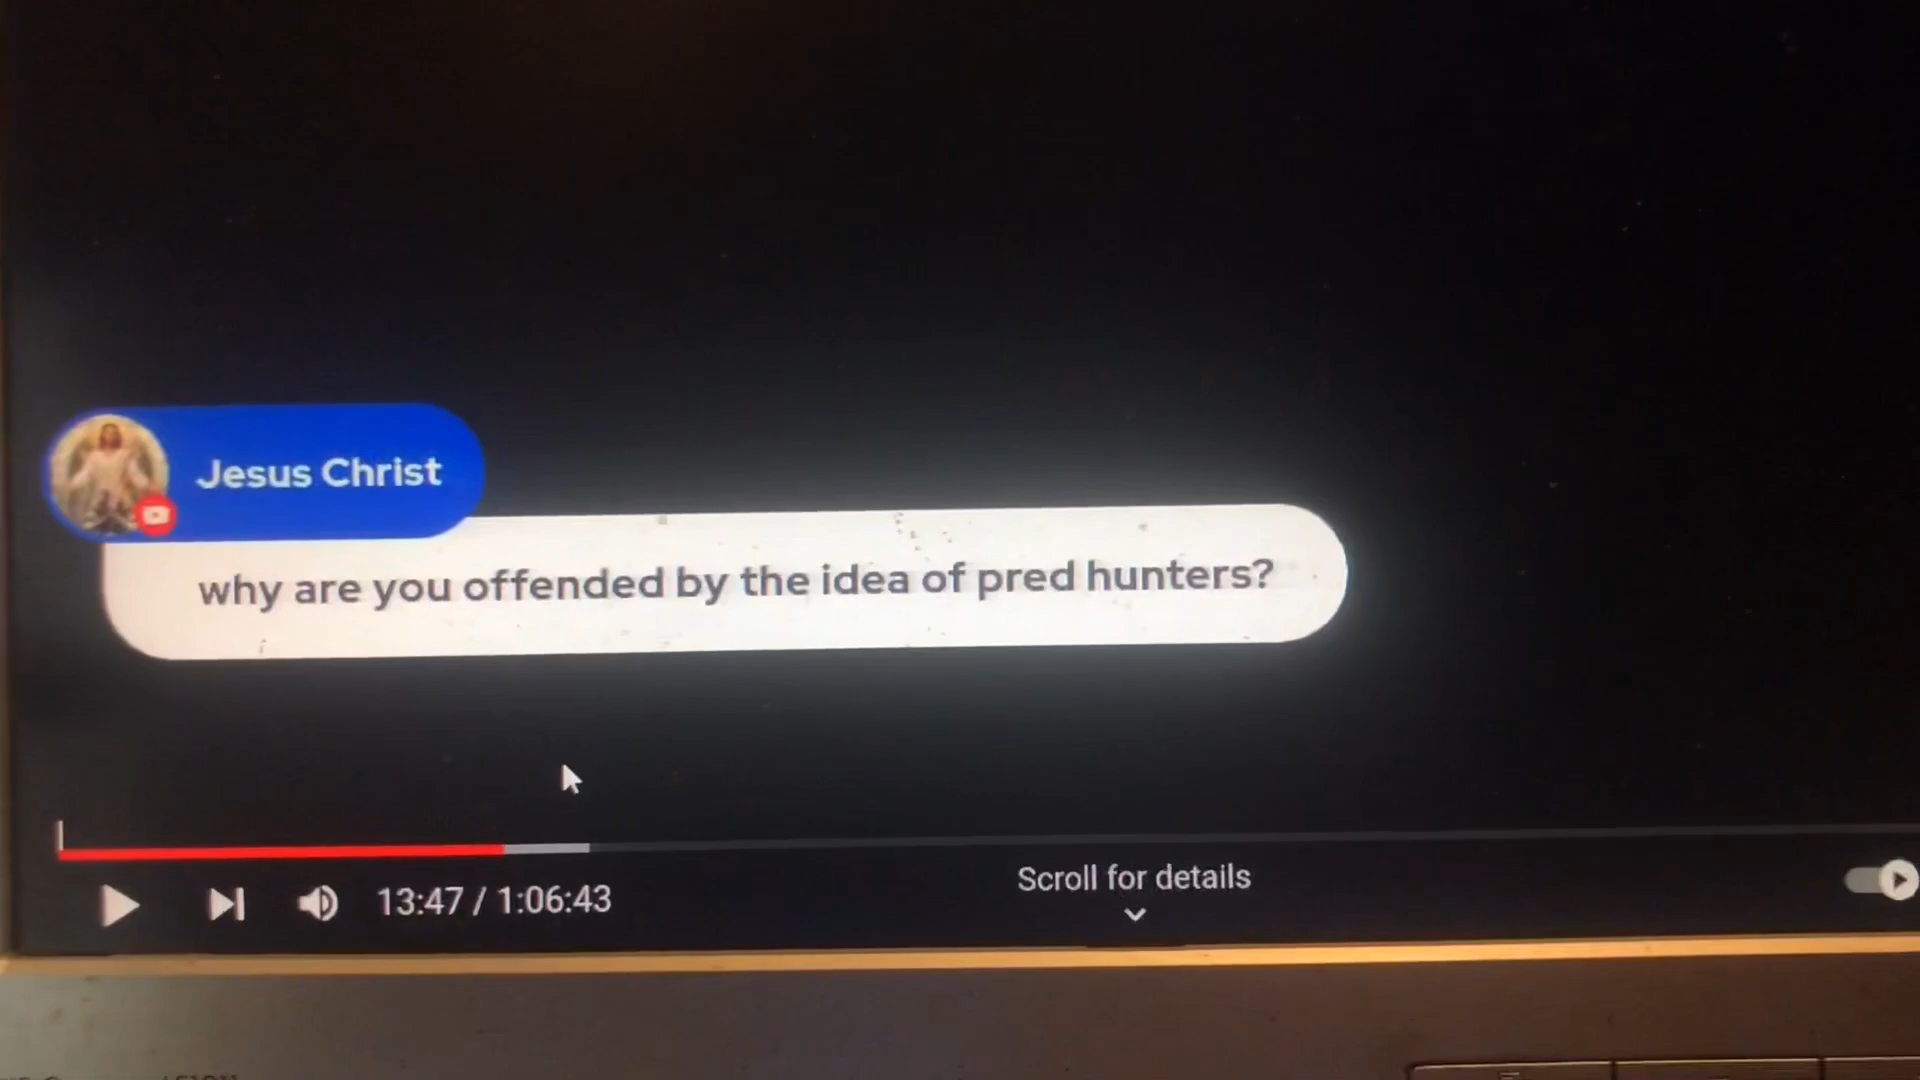 Jesus Christ
why are you offended by the idea of pred hunters?
13:47 / 1:06:43
Scroll for details